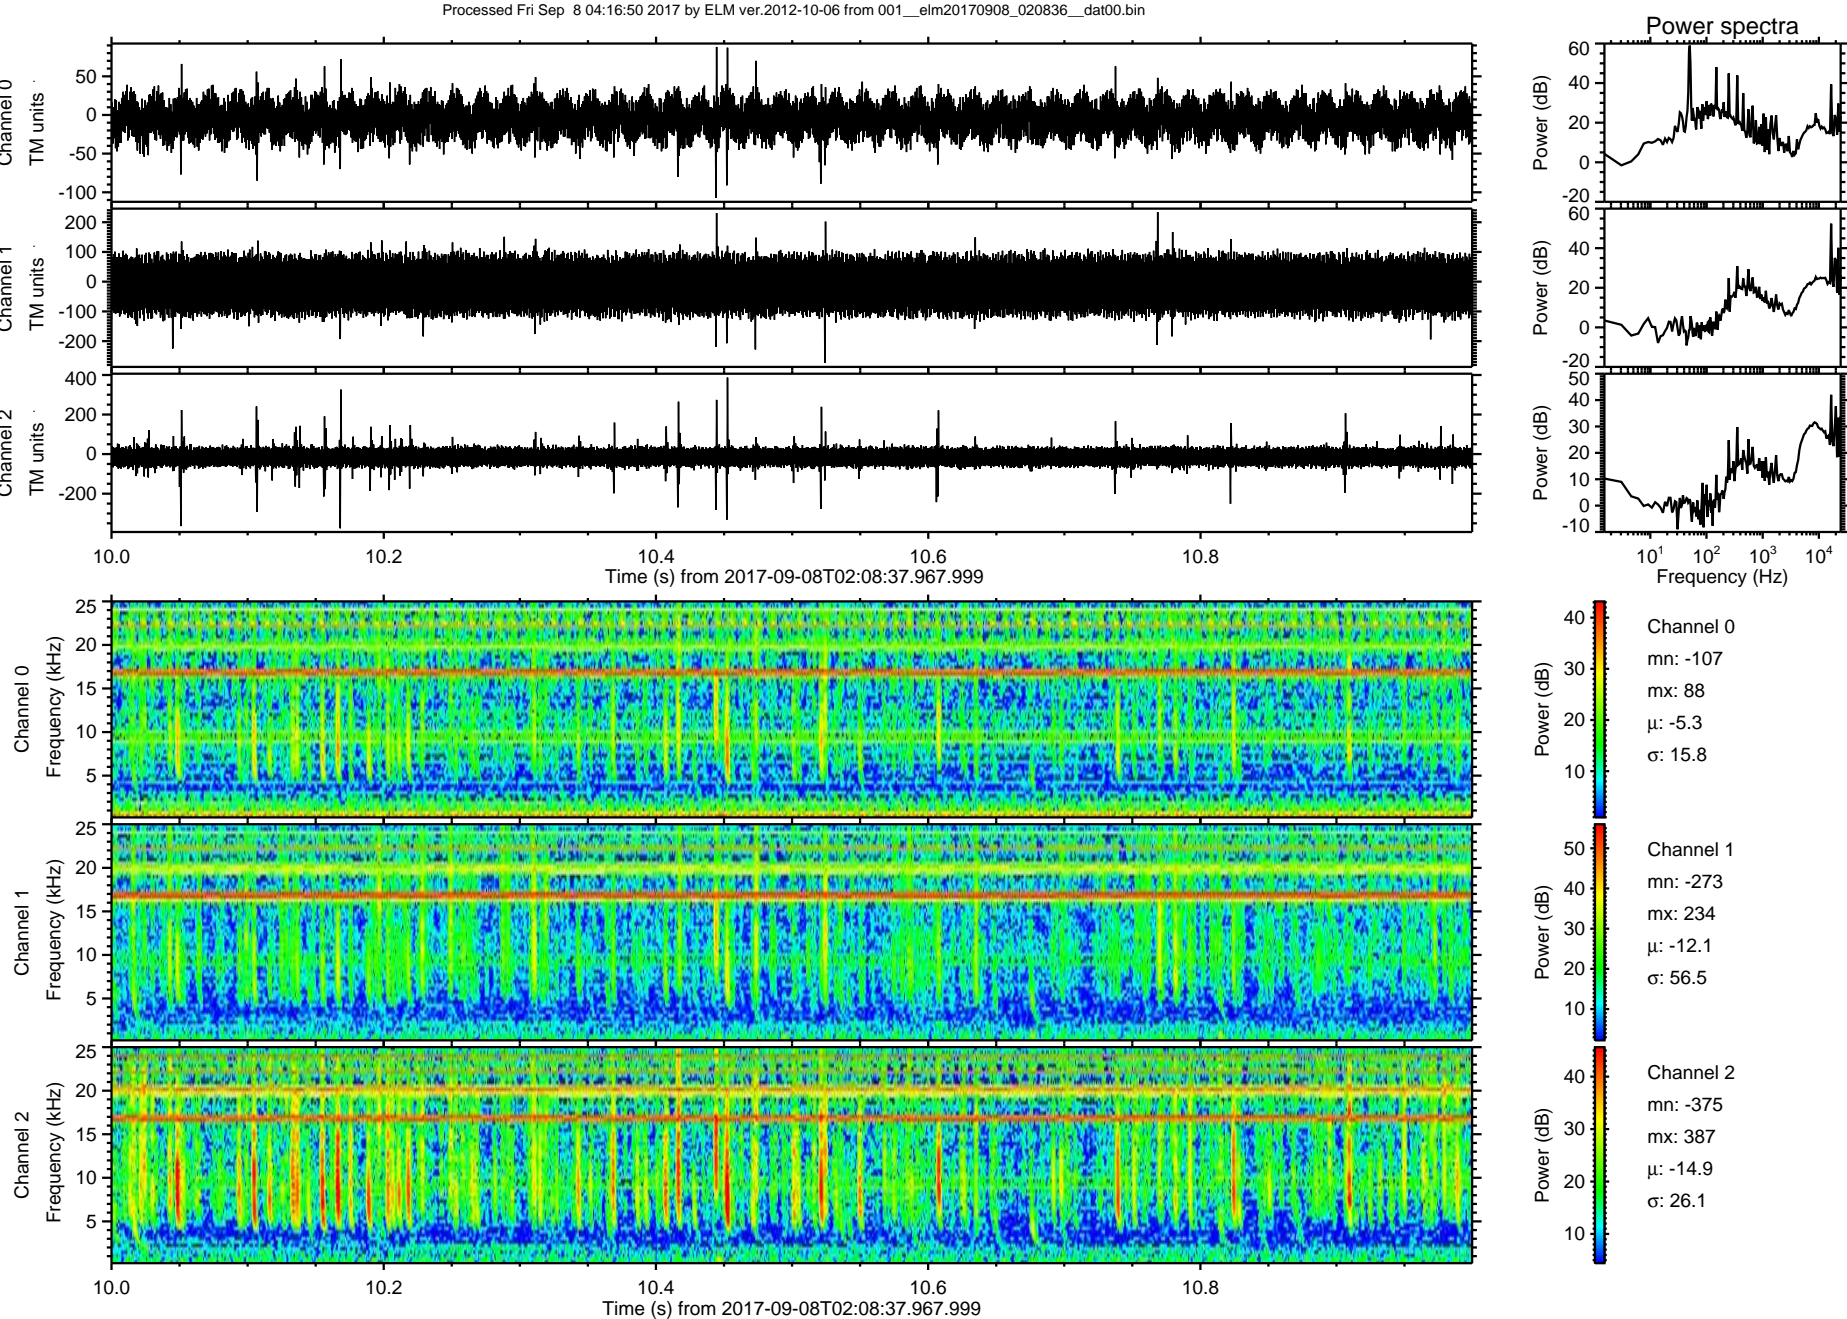 Processed Fri Sep  8 04:16:50 2017 by ELM ver.2012-10-06 from 001__elm20170908_020836__dat00.bin
Power spectra
Channel 0
TM units
50
0
-50
-100
Power (dB)
60
40
20
0
-20
Channel 1
TM units
200
100
0
-100
-200
Power (dB)
60
40
20
0
-20
Channel 2
TM units
400
200
0
-200
Power (dB)
50
40
30
20
10
0
-10
10.0 10.2 10.4 10.6 10.8
Time (s) from 2017-09-08T02:08:37.967.999
10^1 10^2 10^3 10^4
Frequency (Hz)
Channel 0
Frequency (kHz)
25
20
15
10
5
Power (dB)
40
30
20
10
Channel 0
mn: -107
mx: 88
μ: -5.3
σ: 15.8
Channel 1
Frequency (kHz)
25
20
15
10
5
Power (dB)
50
40
30
20
10
Channel 1
mn: -273
mx: 234
μ: -12.1
σ: 56.5
Channel 2
Frequency (kHz)
25
20
15
10
5
Power (dB)
40
30
20
10
Channel 2
mn: -375
mx: 387
μ: -14.9
σ: 26.1
10.0 10.2 10.4 10.6 10.8
Time (s) from 2017-09-08T02:08:37.967.999